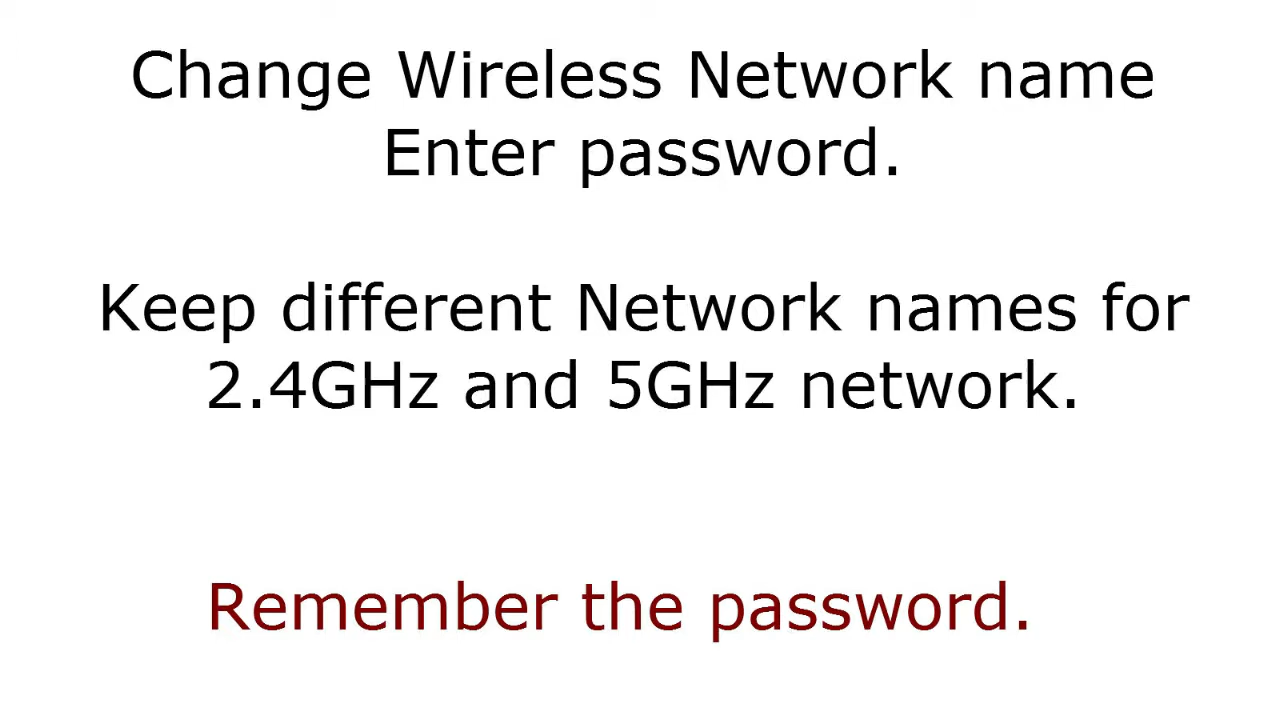 Change Wireless Network name
Enter password.
Keep different Network names for
2.4GHz and 5GHz network.
Remember the password.